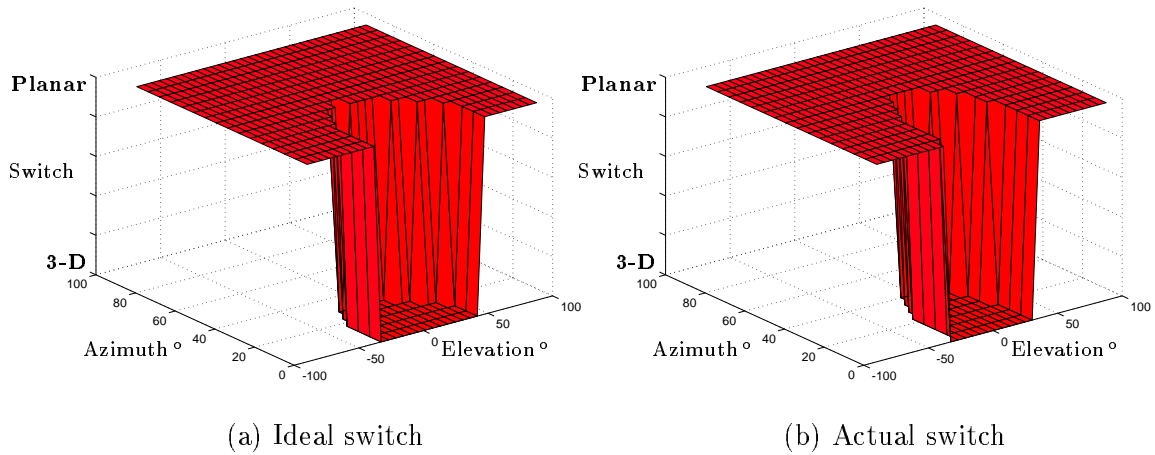 Planar
Switch
3-D
100
80
60
40
20
0
Azimuth °
-100
-50
0
50
100
Elevation °
(a) Ideal switch
Planar
Switch
3-D
100
80
60
40
20
0
Azimuth °
-100
-50
0
50
100
Elevation °
(b) Actual switch